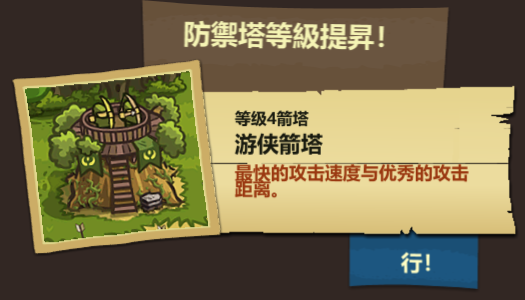 防禦塔等級提昇！
等级4箭塔
游侠箭塔
最快的攻击速度与优秀的攻击
距离。
行！